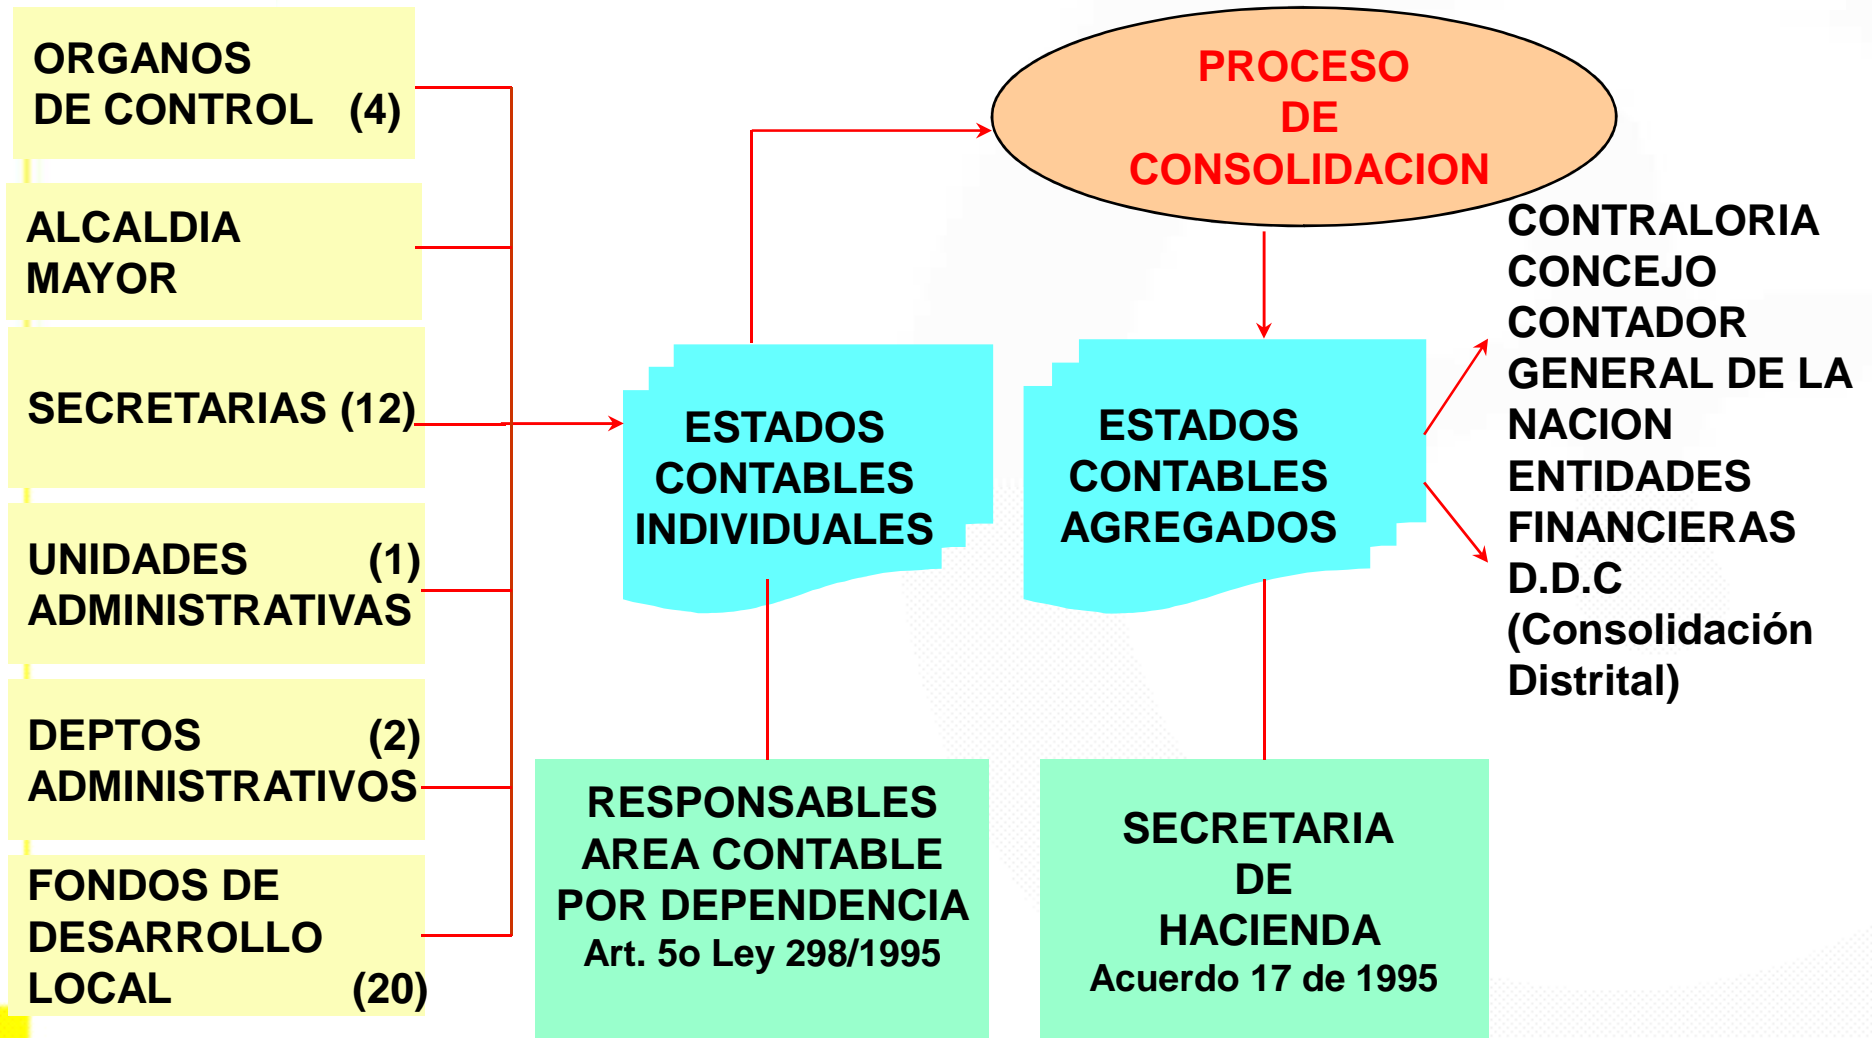 ORGANOS
DE CONTROL (4)
ALCALDIA
MAYOR
SECRETARIAS (12)
UNIDADES (1)
ADMINISTRATIVAS
DEPTOS (2)
ADMINISTRATIVOS
FONDOS DE
DESARROLLO
LOCAL (20)
ESTADOS
CONTABLES
INDIVIDUALES
RESPONSABLES
AREA CONTABLE
POR DEPENDENCIA
Art. 5o Ley 298/1995
PROCESO
DE
CONSOLIDACION
ESTADOS
CONTABLES
AGREGADOS
SECRETARIA
DE
HACIENDA
Acuerdo 17 de 1995
CONTRALORIA
CONCEJO
CONTADOR
GENERAL DE LA
NACION
ENTIDADES
FINANCIERAS
D.D.C
(Consolidación
Distrital)